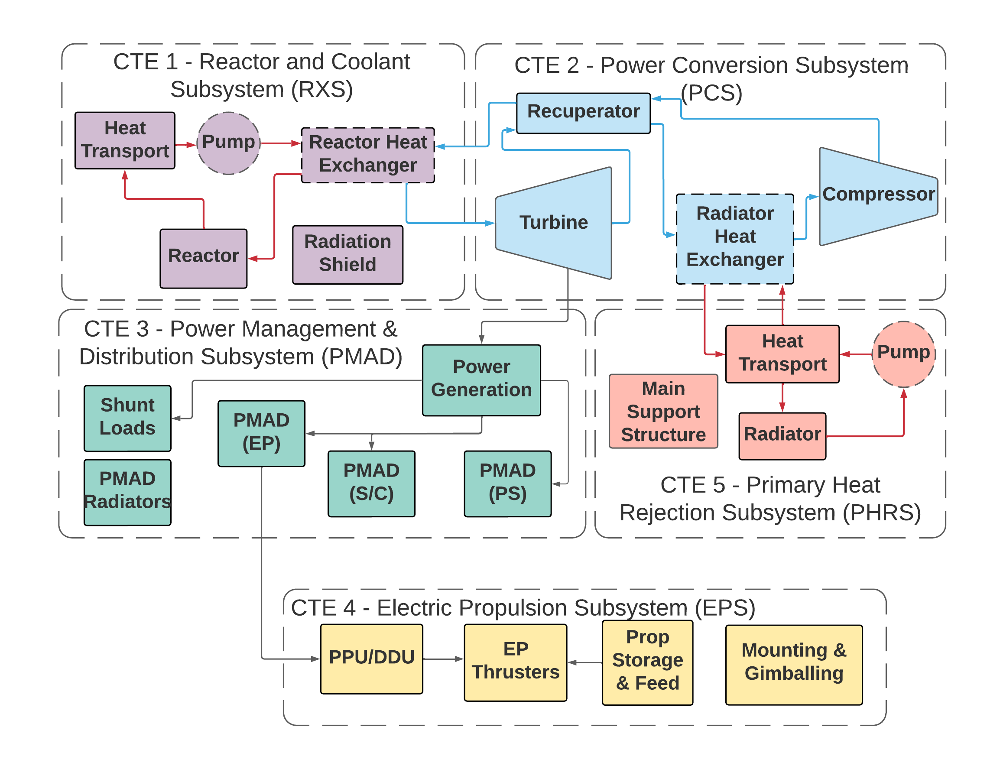 CTE 1 - Reactor and Coolant
Subsystem (RXS)
Heat
Transport
Pump
Reactor Heat
Exchanger
Reactor
Radiation
Shield
CTE 2 - Power Conversion Subsystem
(PCS)
Recuperator
Turbine
Radiator
Heat
Exchanger
Compressor
CTE 3 - Power Management &
Distribution Subsystem (PMAD)
Power
Generation
Shunt
Loads
PMAD
(EP)
PMAD
Radiators
PMAD
(S/C)
PMAD
(PS)
Heat
Transport
Pump
Main
Support
Structure
Radiator
CTE 5 - Primary Heat
Rejection Subsystem (PHRS)
CTE 4 - Electric Propulsion Subsystem (EPS)
PPU/DDU
EP
Thrusters
Prop
Storage
& Feed
Mounting &
Gimballing